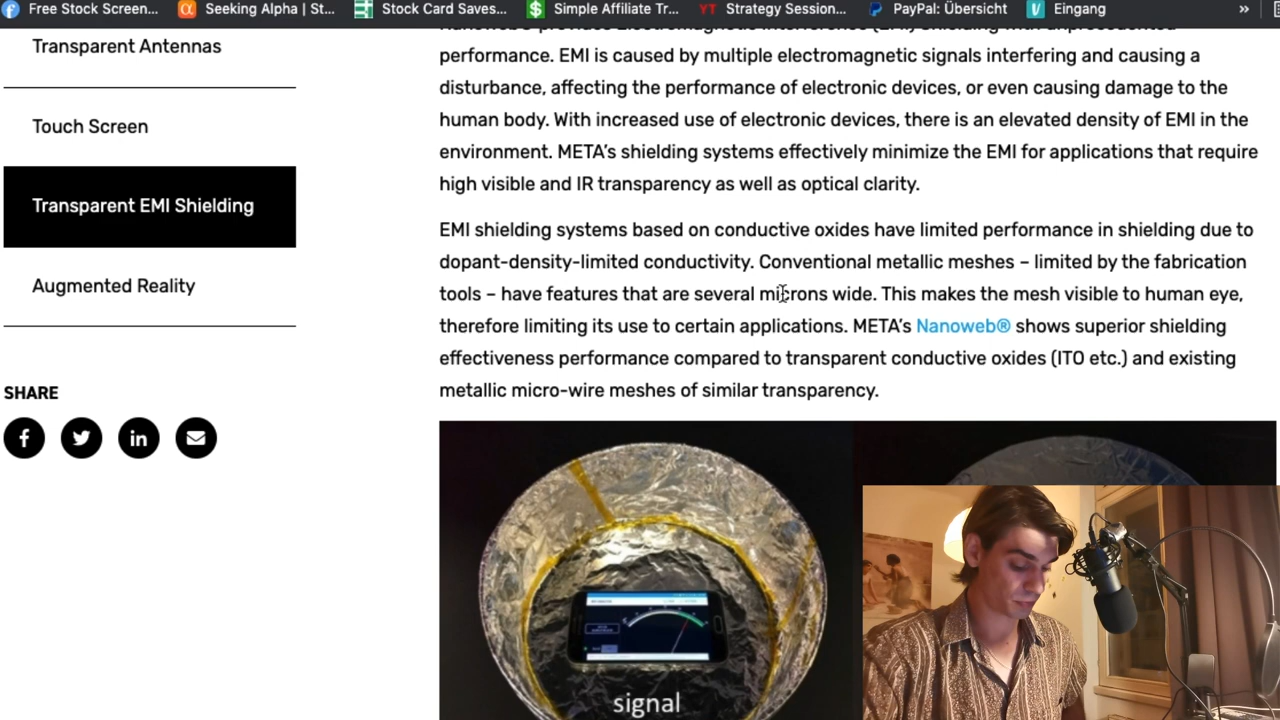 Free Stock Screen...
Seeking Alpha | St...
Stock Card Saves...
Simple Affiliate Tr...
YT Strategy Session...
PayPal: Übersicht
Eingang
»
Transparent Antennas
Touch Screen
Transparent EMI Shielding
Augmented Reality
SHARE
performance. EMI is caused by multiple electromagnetic signals interfering and causing a
disturbance, affecting the performance of electronic devices, or even causing damage to the
human body. With increased use of electronic devices, there is an elevated density of EMI in the
environment. META’s shielding systems effectively minimize the EMI for applications that require
high visible and IR transparency as well as optical clarity.
EMI shielding systems based on conductive oxides have limited performance in shielding due to
dopant-density-limited conductivity. Conventional metallic meshes – limited by the fabrication
tools – have features that are several microns wide. This makes the mesh visible to human eye,
therefore limiting its use to certain applications. META’s Nanoweb® shows superior shielding
effectiveness performance compared to transparent conductive oxides (ITO etc.) and existing
metallic micro-wire meshes of similar transparency.
signal